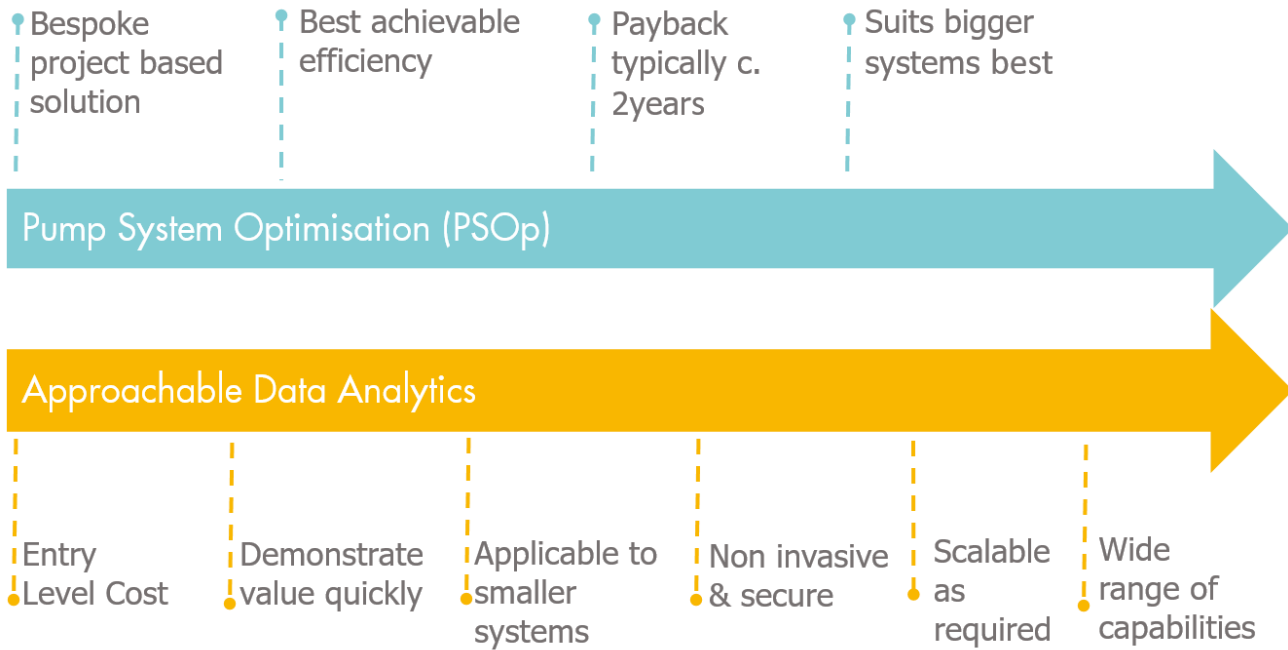 Bespoke
project based
solution
Best achievable
efficiency
Payback
typically c.
2years
Suits bigger
systems best
Pump System Optimisation (PSOp)
Approachable Data Analytics
Entry
Level Cost
Demonstrate
value quickly
Applicable to
smaller
systems
Non invasive
& secure
Scalable
as
required
Wide
range of
capabilities